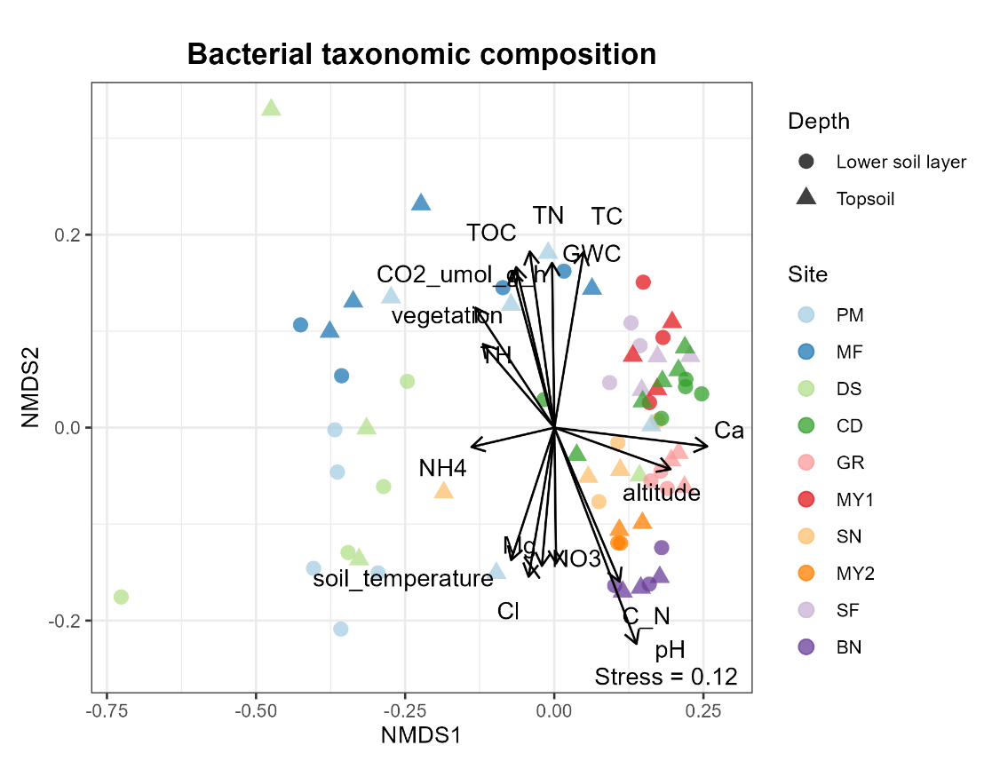 Bacterial taxonomic composition
NMDS2
0.2
0.0
-0.2
TN
TC
TOC
GWC
CO2_umol_g_h
vegetation
TH
Ca
NH4
altitude
Mg
NO3
K
soil_temperature
Cl
C_N
pH
Stress = 0.12
-0.75
-0.50
-0.25
0.00
0.25
NMDS1
Depth
Lower soil layer
Topsoil
Site
PM
MF
DS
CD
GR
MY1
SN
MY2
SF
BN